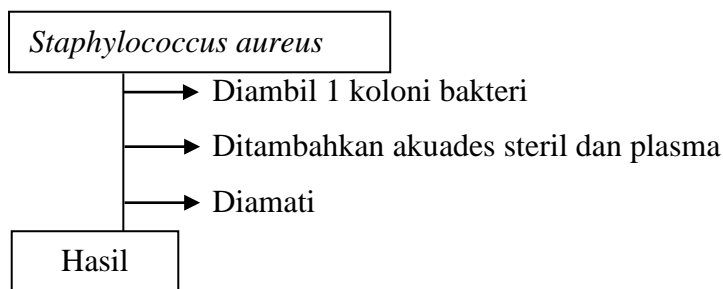 Staphylococcus aureus
Diambil 1 koloni bakteri
Ditambahkan akuades steril dan plasma
Diamati
Hasil